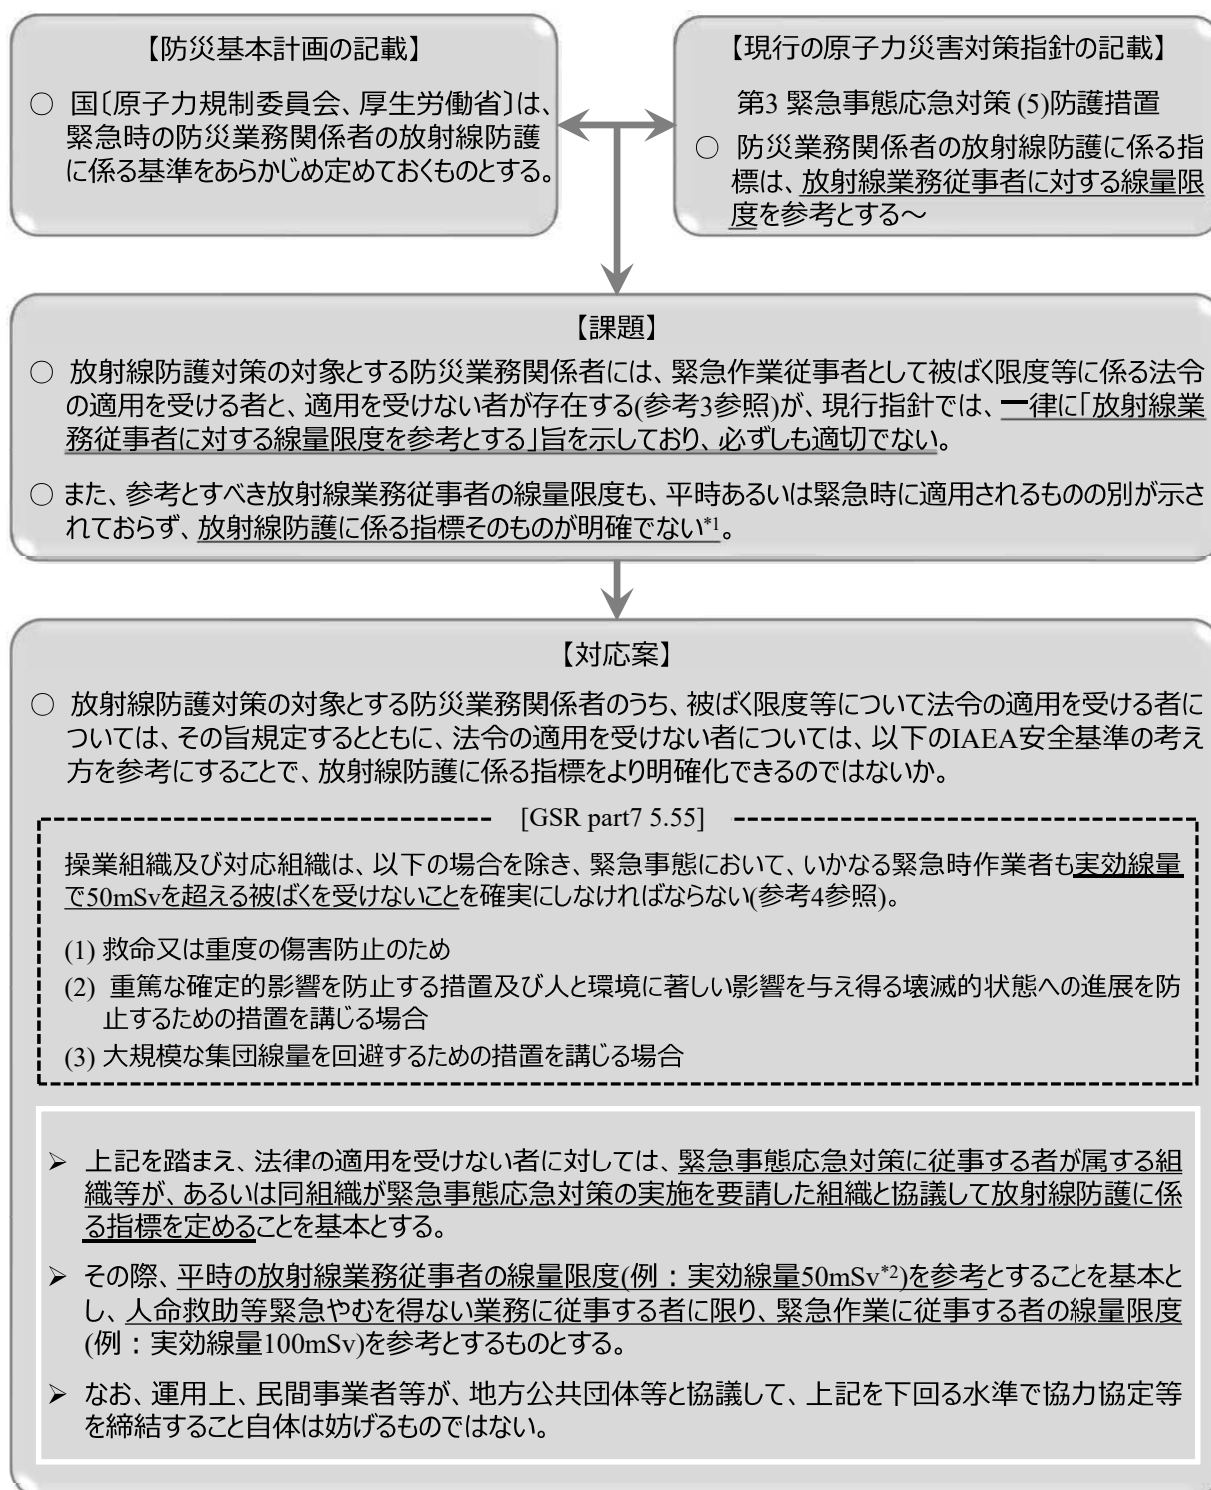 【防災基本計画の記載】
○ 国〔原子力規制委員会、厚生労働省〕は、
緊急時の防災業務関係者の放射線防護
に係る基準をあらかじめ定めておくものとする。
【現行の原子力災害対策指針の記載】
第3 緊急事態応急対策 (5)防護措置
○ 防災業務関係者の放射線防護に係る指
標は、放射線業務従事者に対する線量限
度を参考とする～
【課題】
○ 放射線防護対策の対象とする防災業務関係者には、緊急作業従事者として被ばく限度等に係る法令
の適用を受ける者と、適用を受けない者が存在する(参考3参照)が、現行指針では、一律に「放射線業
務従事者に対する線量限度を参考とする」旨を示しており、必ずしも適切でない。
○ また、参考とすべき放射線業務従事者の線量限度も、平時あるいは緊急時に適用されるものの別が示さ
れておらず、放射線防護に係る指標そのものが明確でない*1。
【対応案】
○ 放射線防護対策の対象とする防災業務関係者のうち、被ばく限度等について法令の適用を受ける者に
ついては、その旨規定するとともに、法令の適用を受けない者については、以下のIAEA安全基準の考え
方を参考にすることで、放射線防護に係る指標をより明確化できるのではないか。
[GSR part7 5.55]
操業組織及び対応組織は、以下の場合を除き、緊急事態において、いかなる緊急時作業者も実効線量
で50mSvを超える被ばくを受けないことを確実にしなければならない(参考4参照)。
(1) 救命又は重度の傷害防止のため
(2) 重篤な確定的影響を防止する措置及び人と環境に著しい影響を与え得る壊滅的状態への進展を防
止するための措置を講じる場合
(3) 大規模な集団線量を回避するための措置を講じる場合
➢ 上記を踏まえ、法律の適用を受けない者に対しては、緊急事態応急対策に従事する者が属する組
織等が、あるいは同組織が緊急事態応急対策の実施を要請した組織と協議して放射線防護に係
る指標を定めることを基本とする。
➢ その際、平時の放射線業務従事者の線量限度(例：実効線量50mSv*2)を参考とすることを基本と
し、人命救助等緊急やむを得ない業務に従事する者に限り、緊急作業に従事する者の線量限度
(例：実効線量100mSv)を参考とするものとする。
➢ なお、運用上、民間事業者等が、地方公共団体等と協議して、上記を下回る水準で協力協定等
を締結すること自体は妨げるものではない。